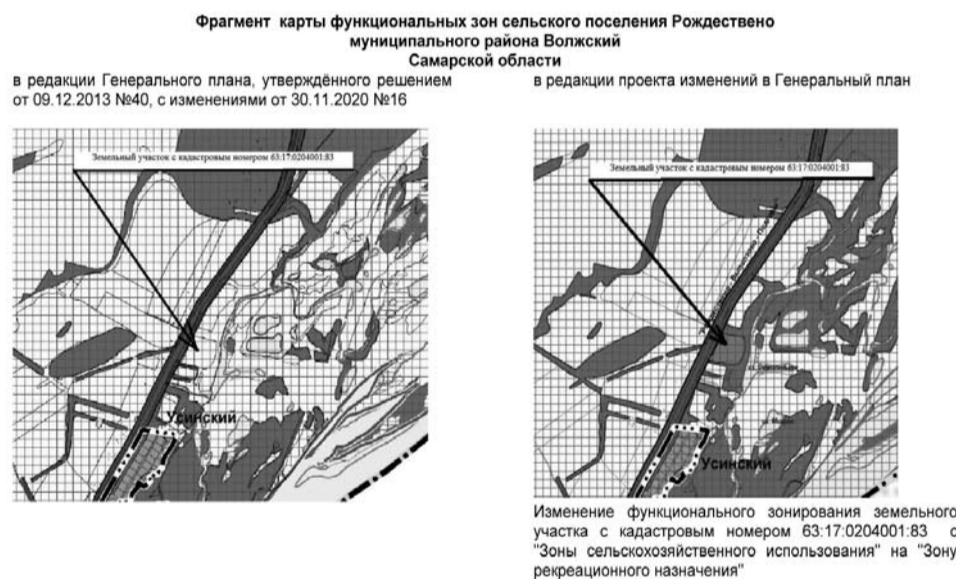 Фрагмент карты функциональных зон сельского поселения Рождествено
муниципального района Волжский
Самарской области
в редакции Генерального плана, утверждённого решением
от 09.12.2013 №40, с изменениями от 30.11.2020 №16
в редакции проекта изменений в Генеральный план
Земельный участок с кадастровым номером 63:17:0204001:83
Усинский
Земельный участок с кадастровым номером 63:17:0204001:83
Усинский
Изменение функционального зонирования земельного
участка с кадастровым номером 63:17:0204001:83 с
"Зоны сельскохозяйственного использования" на "Зону
рекреационного назначения"